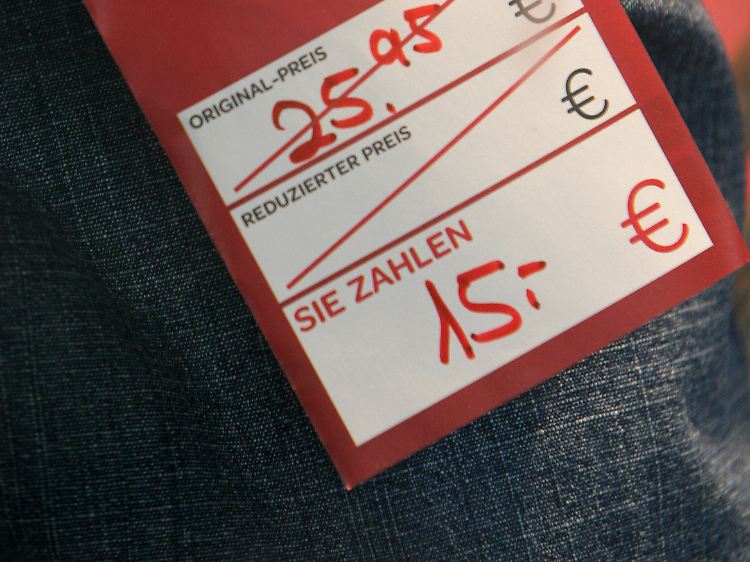 ORIGINAL-PREIS
25,95 €
REDUZIERTER PREIS
€
SIE ZAHLEN
15,- €